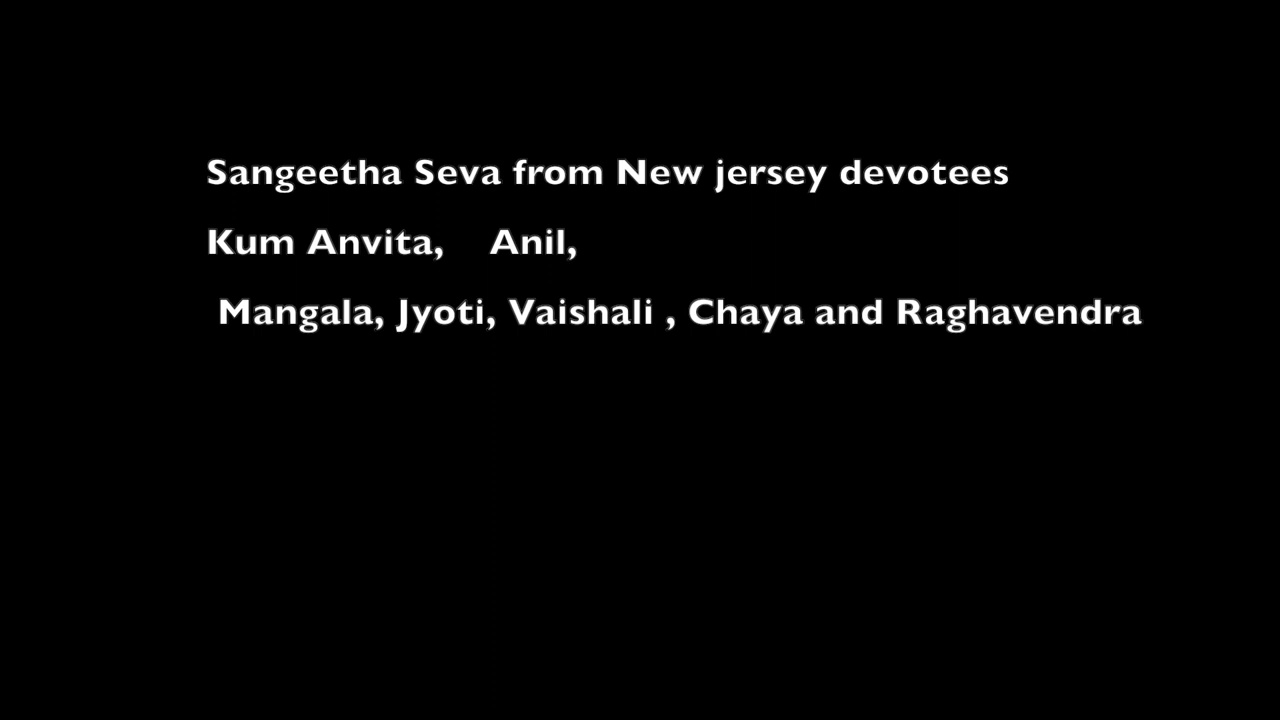 Sangeetha Seva from New jersey devotees
Kum Anvita, Anil,
Mangala, Jyoti, Vaishali , Chaya and Raghavendra